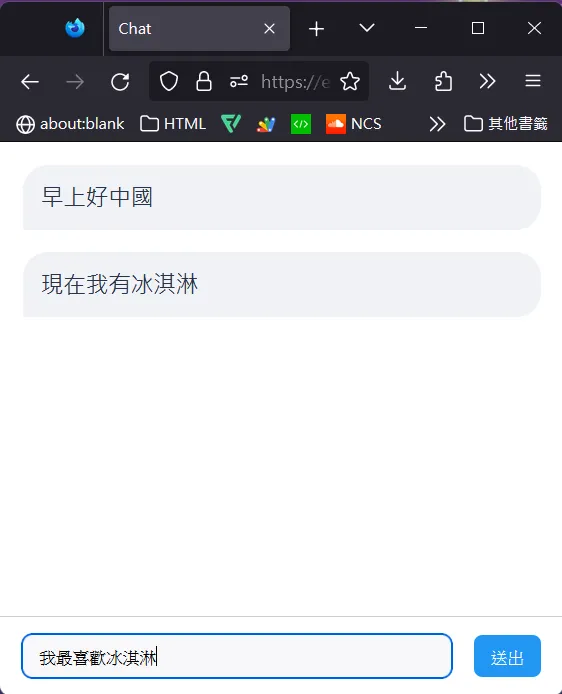 Chat
https://e
about:blank
HTML
NCS
其他書籤
早上好中國
現在我有冰淇淋
我最喜歡冰淇淋
送出